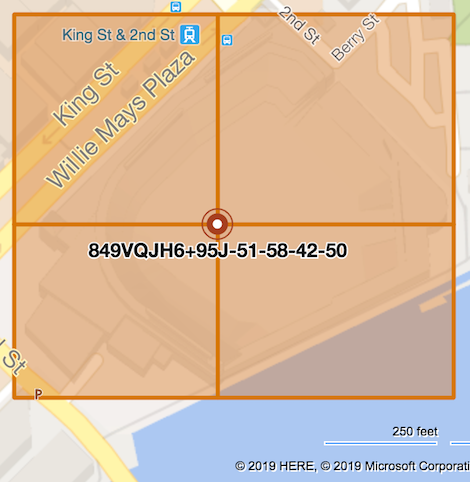 2nd St
King St & 2nd St
Berry St
King St
Willie Mays Plaza
849VQJH6+95J-51-58-42-50
St
P
250 feet
© 2019 HERE, © 2019 Microsoft Corporati